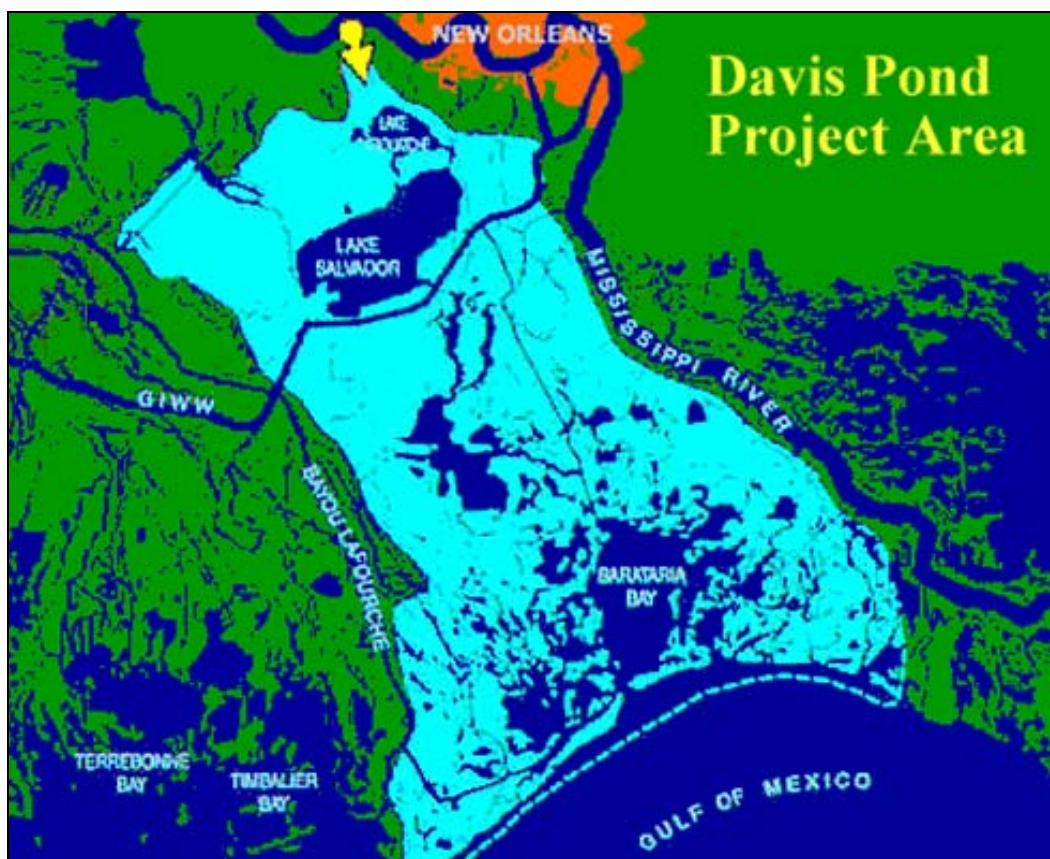 NEW ORLEANS
Davis Pond
Project Area
LAKE
LAKE
SALVADOR
MISSISSIPPI RIVER
GIWW
BAYOU LAFOURCHE
BARATARIA
BAY
TERREBONNE
BAY
TIMBALIER
BAY
GULF OF MEXICO